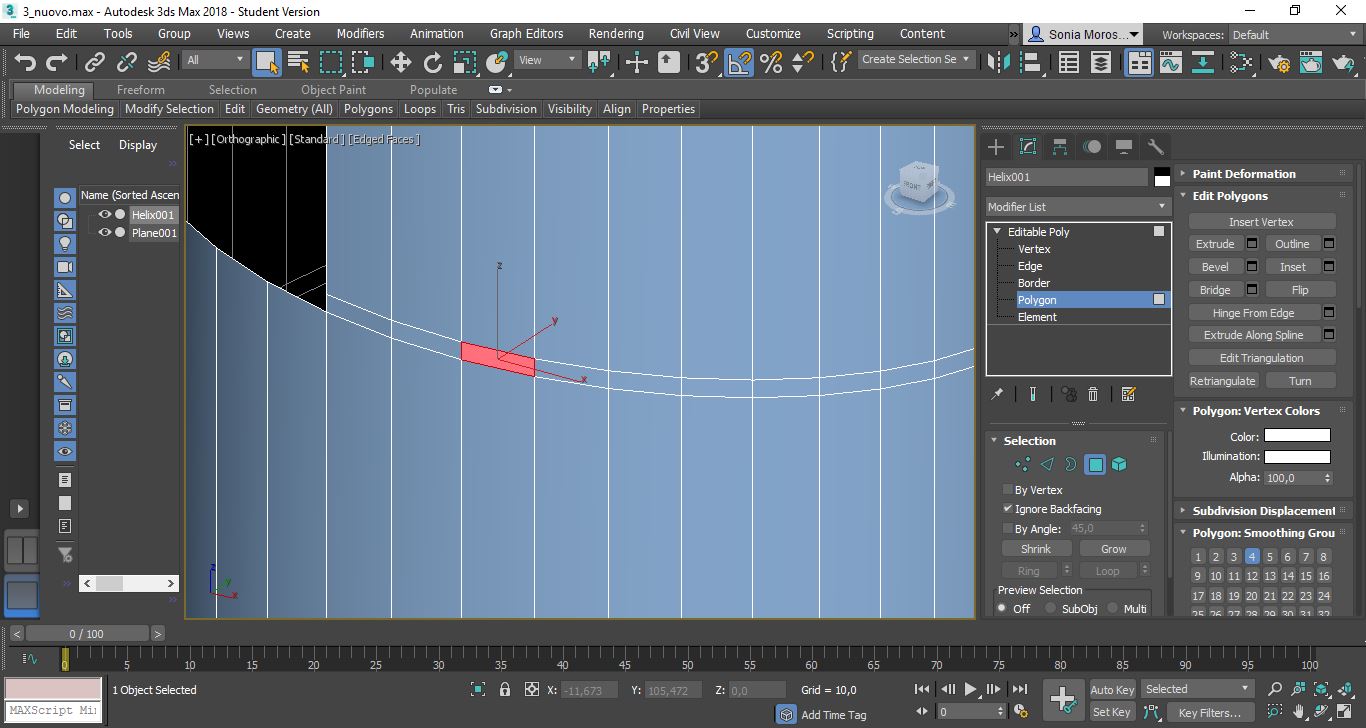 3_nuovo.max - Autodesk 3ds Max 2018 - Student Version
File Edit Tools Group Views Create Modifiers Animation Graph Editors Rendering Civil View Customize Scripting Content » Sonia Moros... Workspaces: Default
All View 3 Create Selection Se
Modeling Freeform Selection Object Paint Populate
Polygon Modeling Modify Selection Edit Geometry (All) Polygons Loops Tris Subdivision Visibility Align Properties
Select Display
»
Name (Sorted Ascen
Helix001
Plane001
»
< >
»
[+] [Orthographic] [Standard] [Edged Faces]
FRONT
z
y
x
z
y
x
Helix001
Modifier List
Editable Poly
Vertex
Edge
Border
Polygon
Element
Selection
By Vertex
Ignore Backfacing
By Angle: 45,0
Shrink Grow
Ring Loop
Preview Selection
Off SubObj Multi
Paint Deformation
Edit Polygons
Insert Vertex
Extrude Outline
Bevel Inset
Bridge Flip
Hinge From Edge
Extrude Along Spline
Edit Triangulation
Retriangulate Turn
Polygon: Vertex Colors
Color:
Illumination:
Alpha: 100,0
Subdivision Displacement
Polygon: Smoothing Grou
1 2 3 4 5 6 7 8
9 10 11 12 13 14 15 16
17 18 19 20 21 22 23 24
25 26 27 28 29 30 31 32
< 0 / 100 >
0 5 10 15 20 25 30 35 40 45 50 55 60 65 70 75 80 85 90 95 100
1 Object Selected X: -11,673 Y: 105,472 Z: 0,0 Grid = 10,0 Auto Key Selected
MAXScript Mi Add Time Tag 0 Set Key Key Filters...